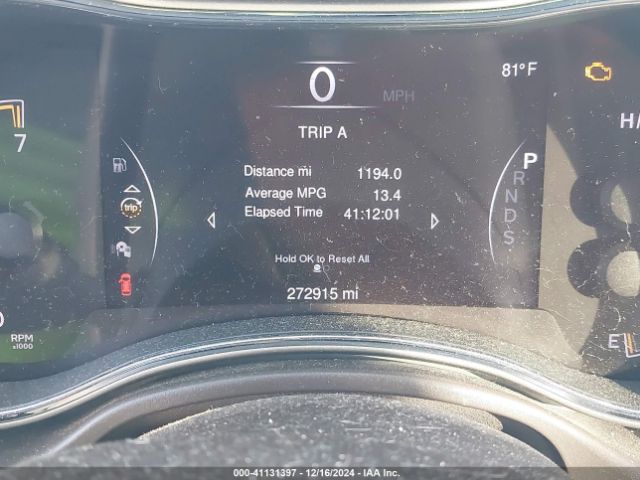 0
MPH
81°F
7
TRIP A
Distance mi 1194.0
Average MPG 13.4
Elapsed Time 41:12:01
trip
P
R
N
D
S
Hold OK to Reset All
272915 mi
RPM
x1000
E
000-41131397 - 12/16/2024 - IAA Inc.